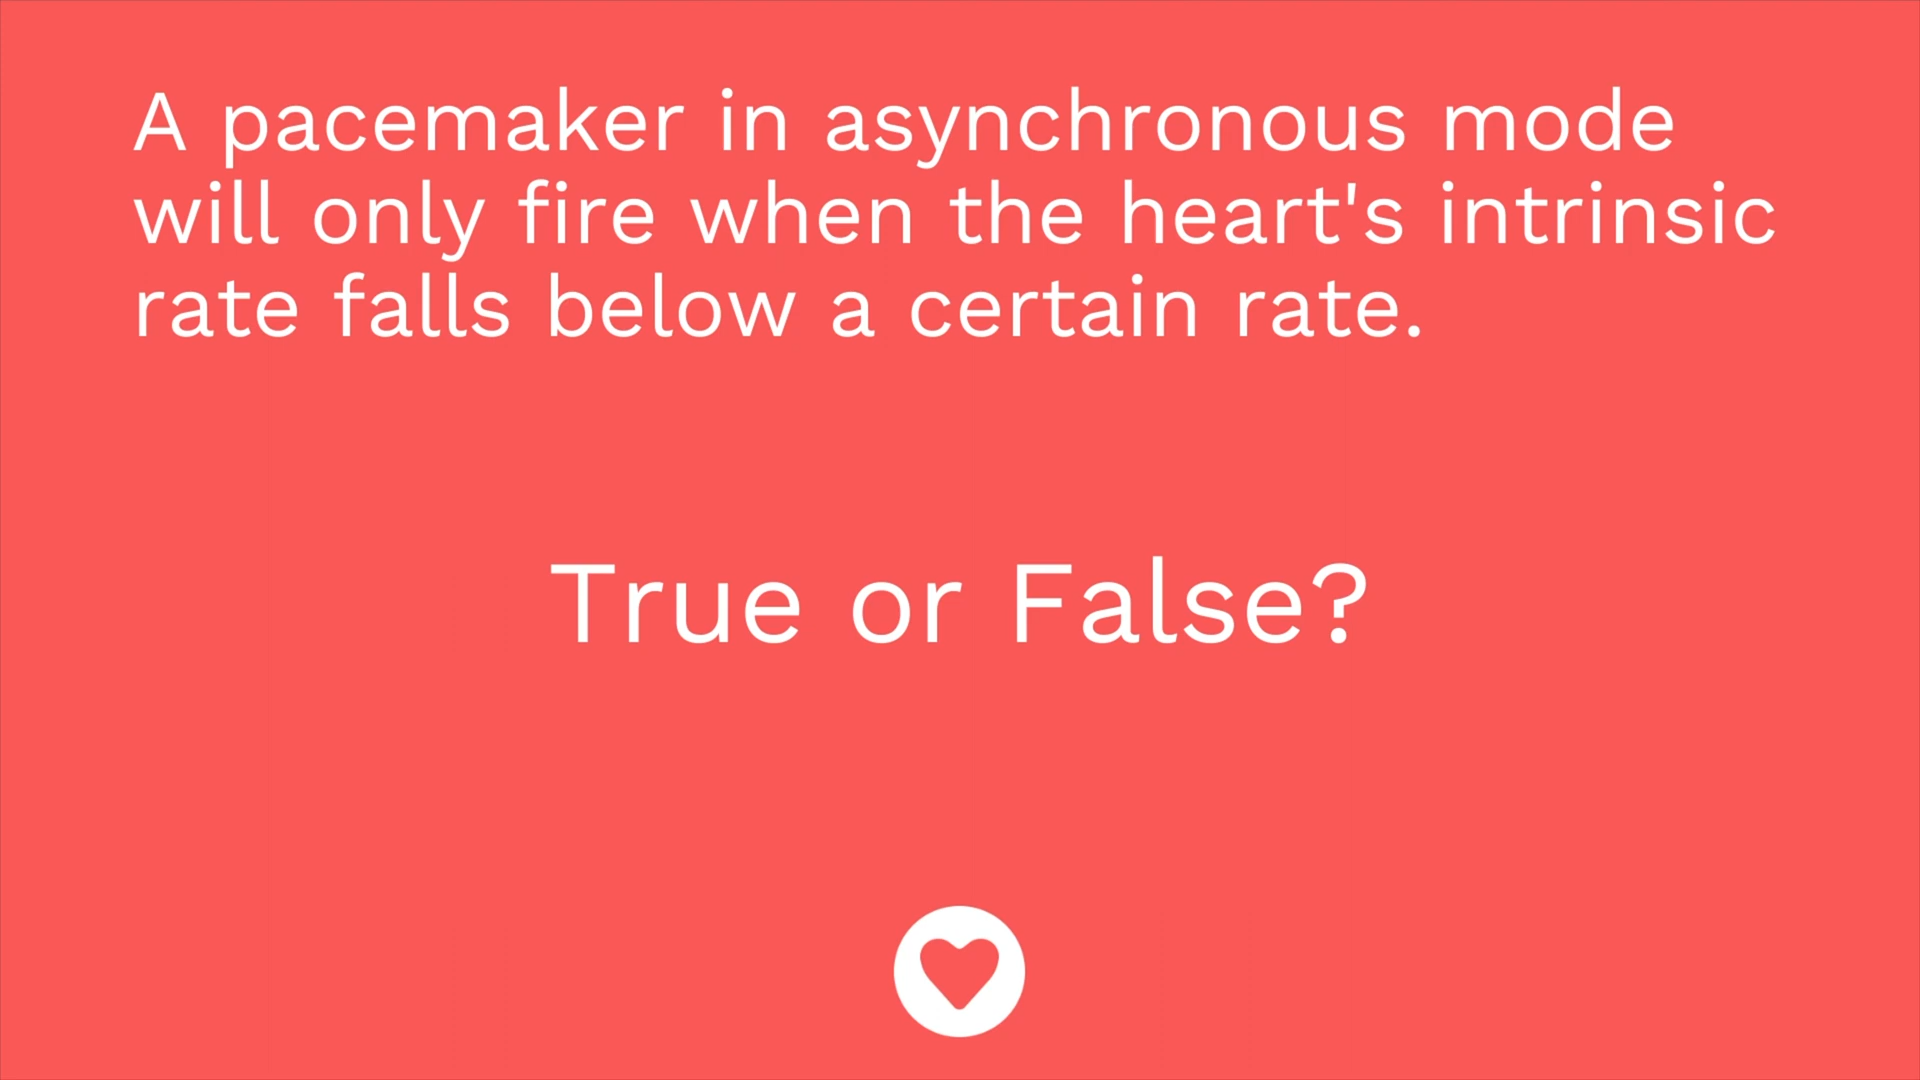 A pacemaker in asynchronous mode
will only fire when the heart's intrinsic
rate falls below a certain rate.
True or False?